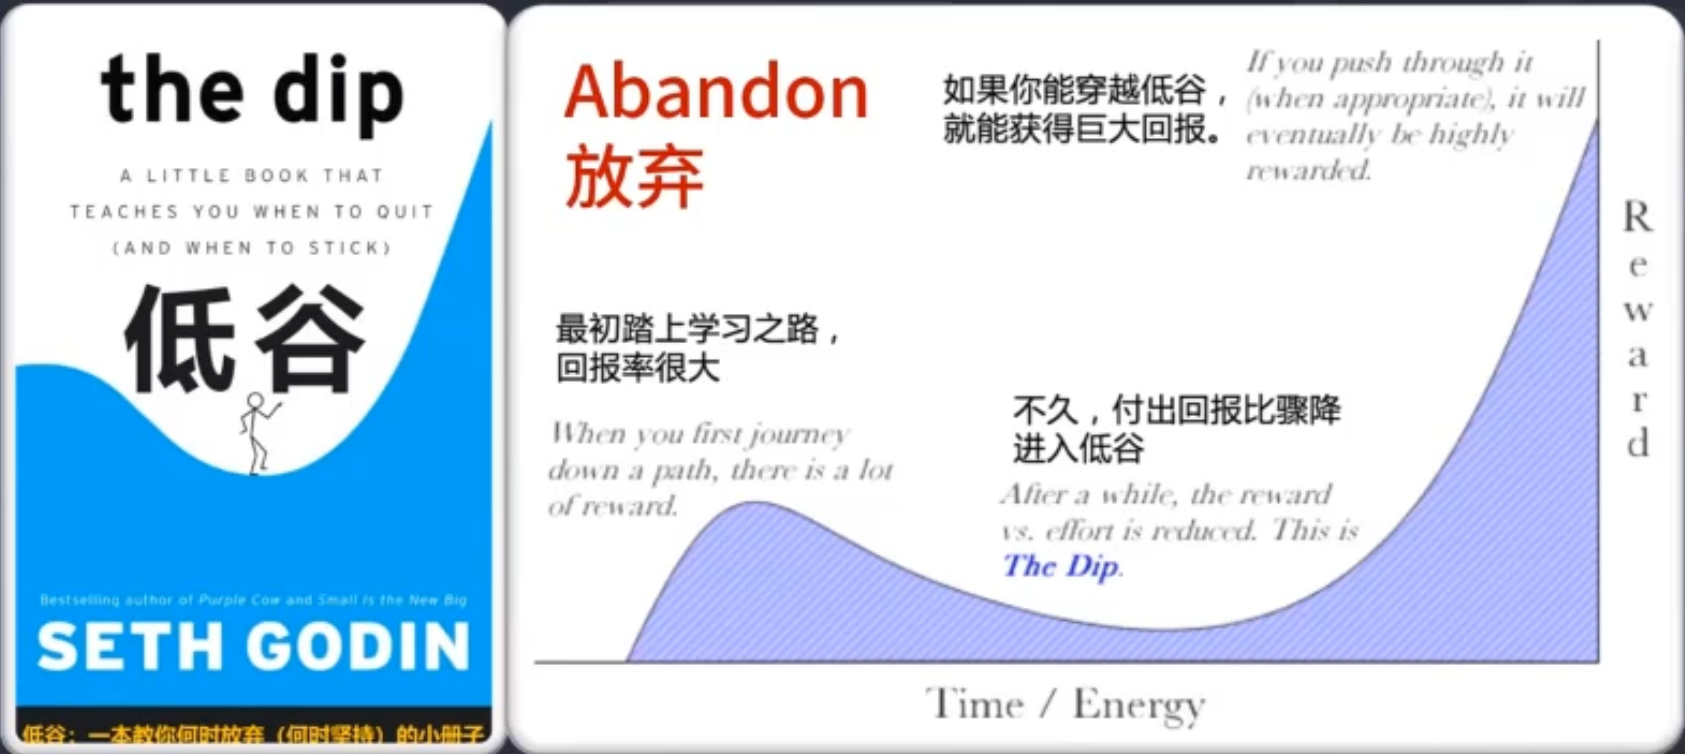 the dip
A LITTLE BOOK THAT
TEACHES YOU WHEN TO QUIT
(AND WHEN TO STICK)
低谷
Bestselling author of Purple Cow and Small Is the New Big
SETH GODIN
低谷：一本教你何时放弃（何时坚持）的小册子
Abandon
放弃
如果你能穿越低谷，
就能获得巨大回报。
If you push through it
(when appropriate), it will
eventually be highly
rewarded.
最初踏上学习之路，
回报率很大
When you first journey
down a path, there is a lot
of reward.
不久，付出回报比骤降
进入低谷
After a while, the reward
vs. effort is reduced. This is
The Dip.
Reward
Time / Energy